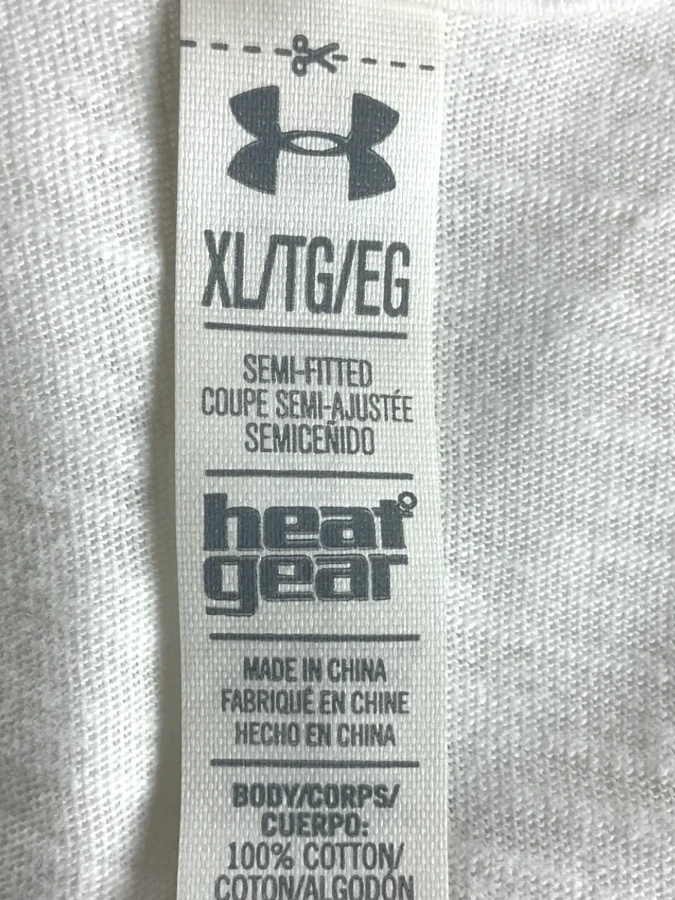 XL/TG/EG
SEMI-FITTED
COUPE SEMI-AJUSTÉE
SEMICEÑIDO
heat
gear
MADE IN CHINA
FABRIQUÉ EN CHINE
HECHO EN CHINA
BODY/CORPS/
CUERPO:
100% COTTON/
COTON/ALGODÓN